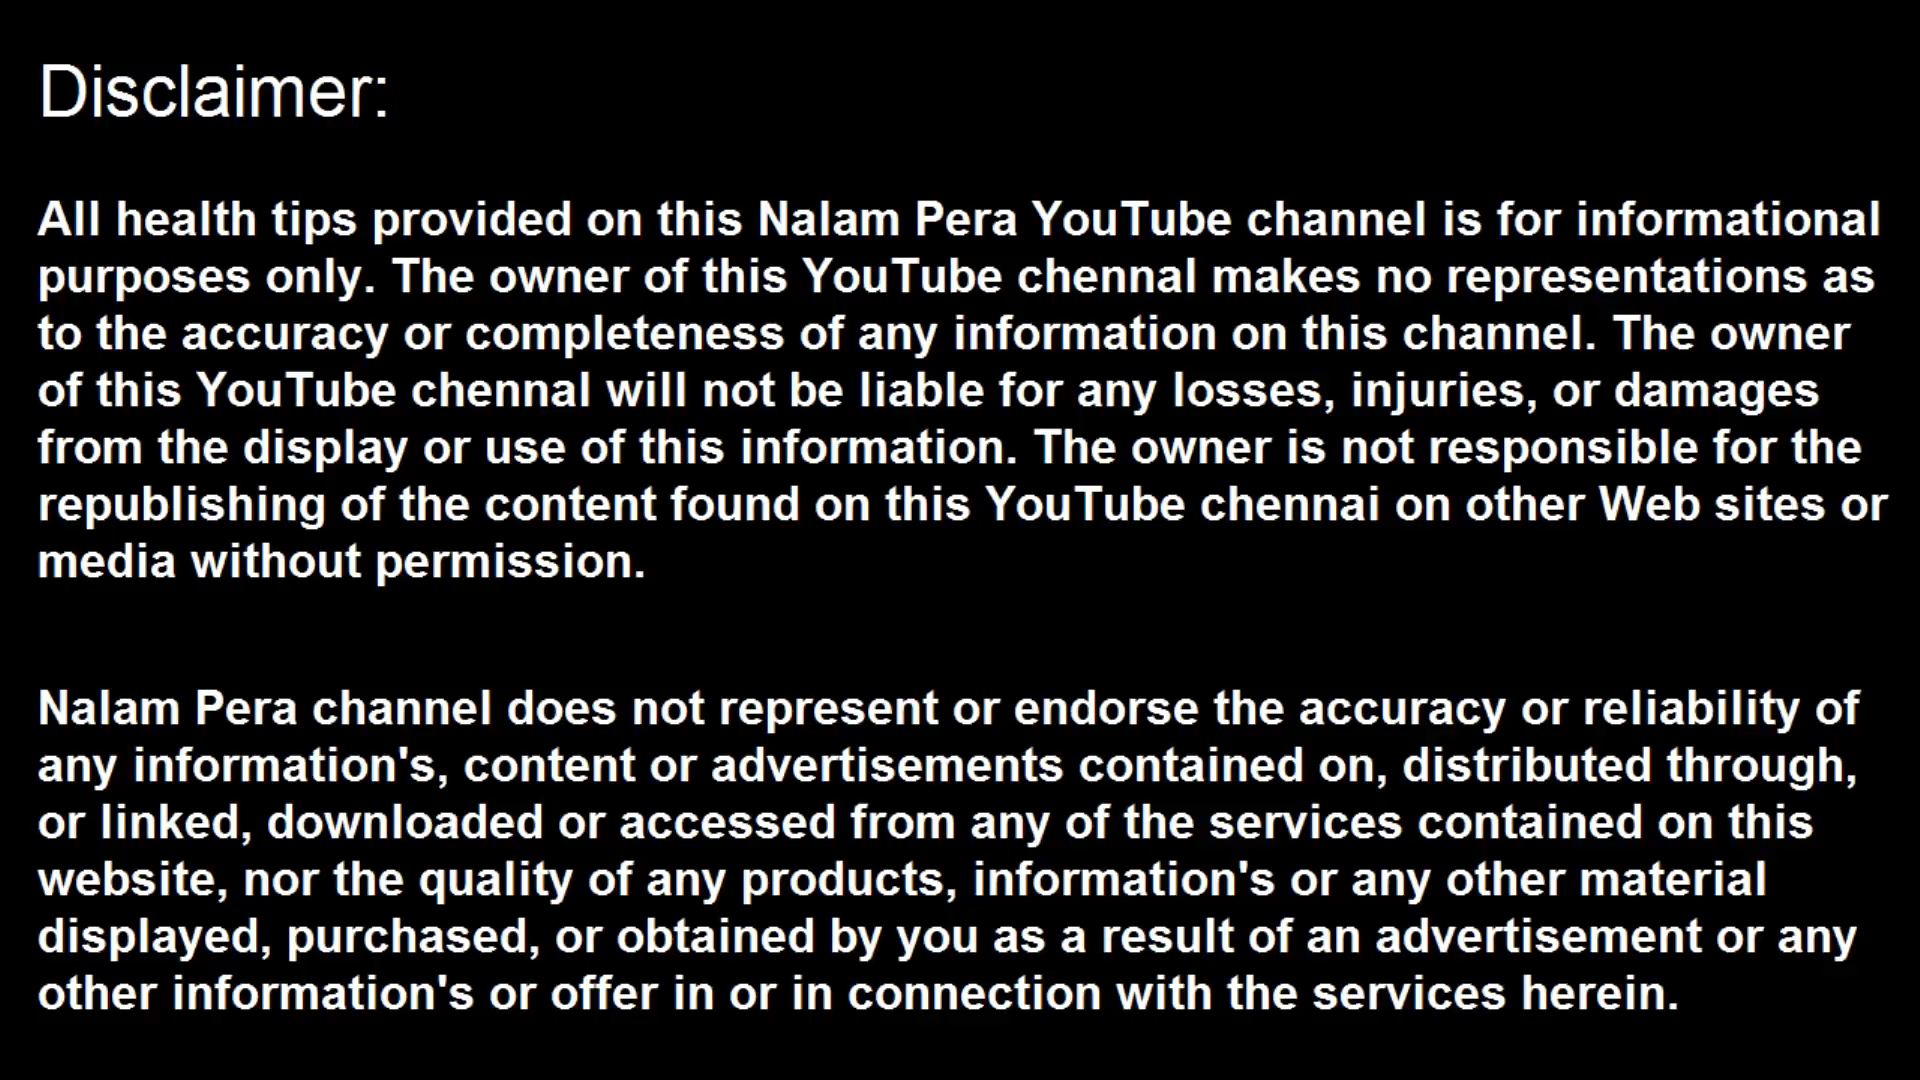 Disclaimer:
All health tips provided on this Nalam Pera YouTube channel is for informational
purposes only. The owner of this YouTube chennal makes no representations as
to the accuracy or completeness of any information on this channel. The owner
of this YouTube chennal will not be liable for any losses, injuries, or damages
from the display or use of this information. The owner is not responsible for the
republishing of the content found on this YouTube chennai on other Web sites or
media without permission.
Nalam Pera channel does not represent or endorse the accuracy or reliability of
any information's, content or advertisements contained on, distributed through,
or linked, downloaded or accessed from any of the services contained on this
website, nor the quality of any products, information's or any other material
displayed, purchased, or obtained by you as a result of an advertisement or any
other information's or offer in or in connection with the services herein.